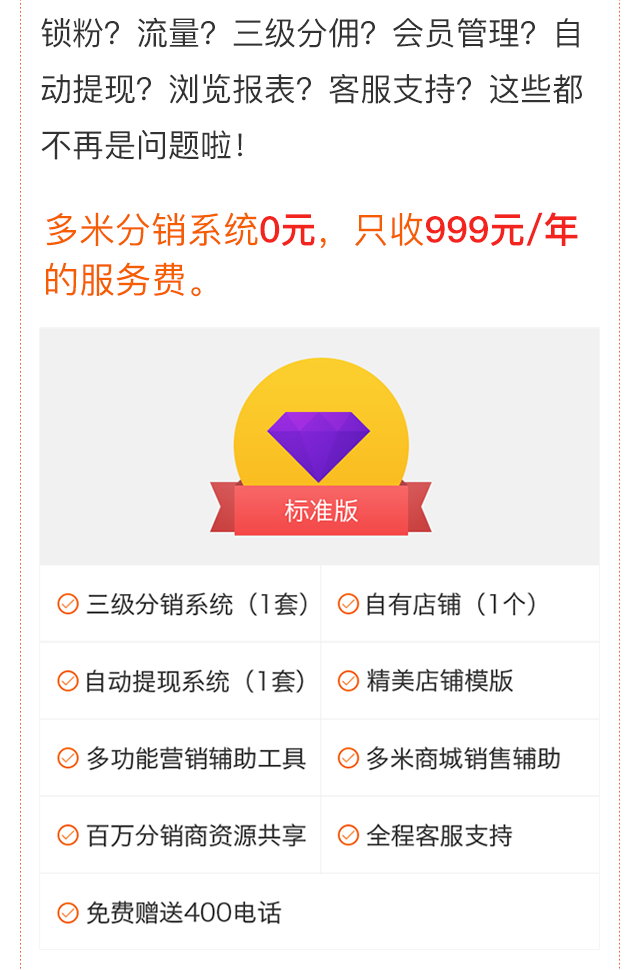 锁粉？流量？三级分佣？会员管理？自
动提现？浏览报表？客服支持？这些都
不再是问题啦！
多米分销系统0元，只收999元/年
的服务费。
标准版
三级分销系统（1套）
自有店铺（1个）
自动提现系统（1套）
精美店铺模版
多功能营销辅助工具
多米商城销售辅助
百万分销商资源共享
全程客服支持
免费赠送400电话